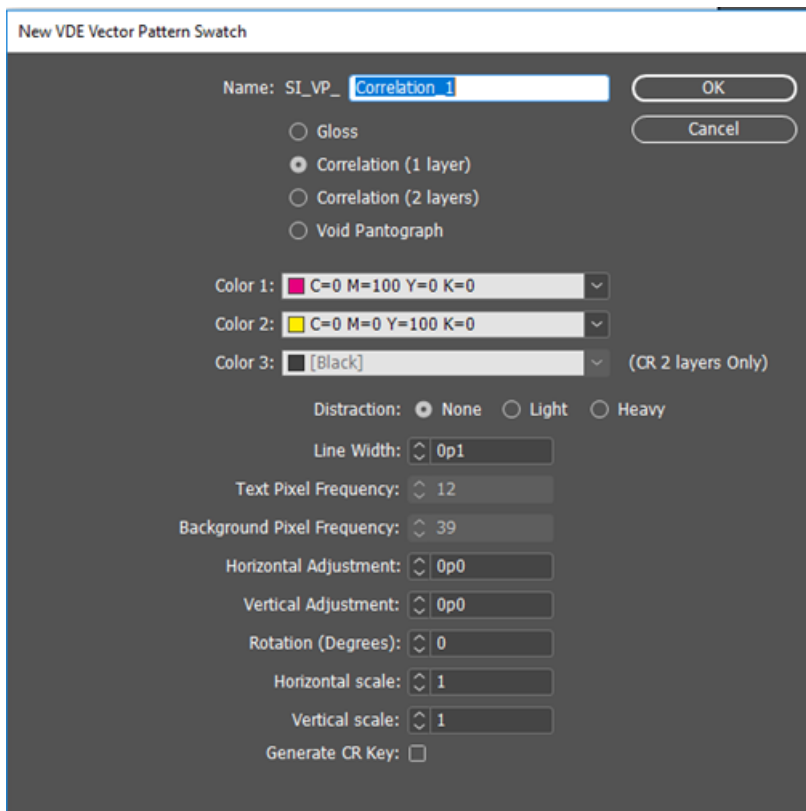 New VDE Vector Pattern Swatch
Name: SI_VP_ Correlation_1 OK
Gloss Cancel
Correlation (1 layer)
Correlation (2 layers)
Void Pantograph
Color 1: C=0 M=100 Y=0 K=0
Color 2: C=0 M=0 Y=100 K=0
Color 3: [Black] (CR 2 layers Only)
Distraction: None Light Heavy
Line Width: 0p1
Text Pixel Frequency: 12
Background Pixel Frequency: 39
Horizontal Adjustment: 0p0
Vertical Adjustment: 0p0
Rotation (Degrees): 0
Horizontal scale: 1
Vertical scale: 1
Generate CR Key: